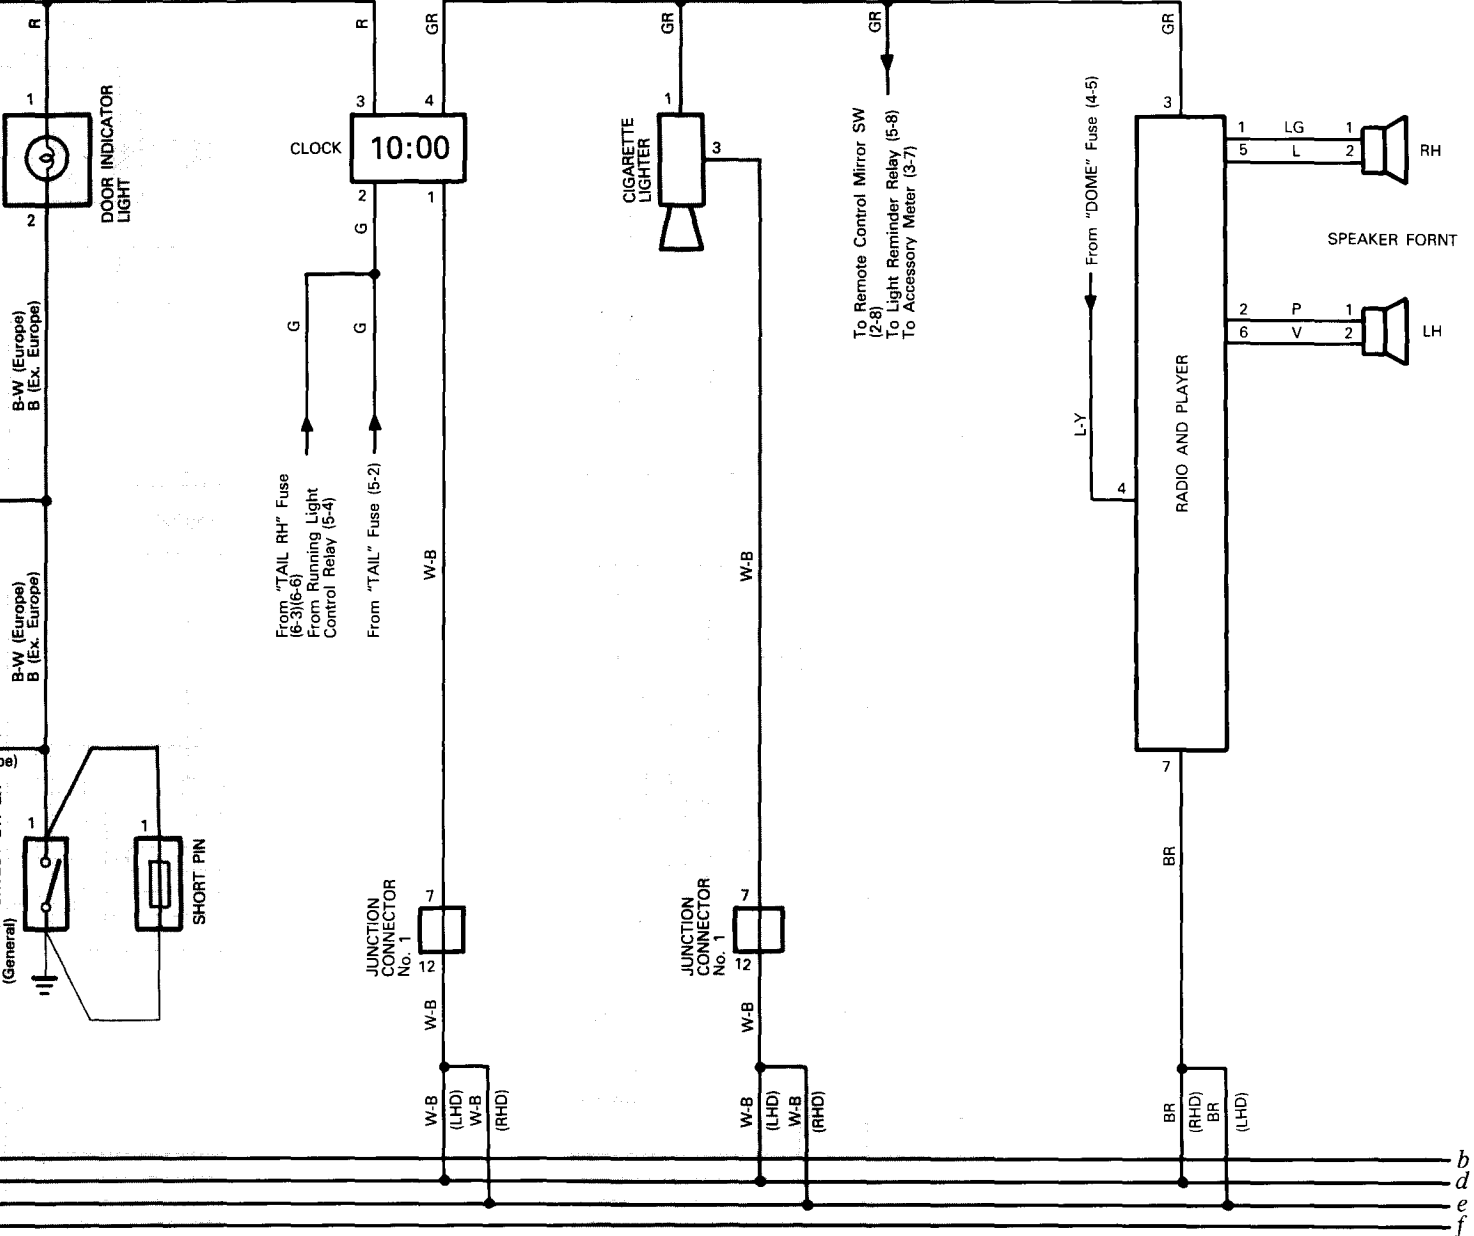 R
R
GR
GR
GR
GR
1
DOOR INDICATOR
LIGHT
2
B-W (Europe)
B (Ex. Europe)
B-W (Europe)
B (Ex. Europe)
1
(General)
1
SHORT PIN
3
4
CLOCK
10:00
2
1
G
G
G
From "TAIL RH" Fuse
(6-3)(6-6)
From Running Light
Control Relay (5-4)
From "TAIL" Fuse (5-2)
W-B
7
JUNCTION
CONNECTOR
No. 1
12
W-B
W-B
(LHD)
W-B
(RHD)
1
CIGARETTE
LIGHTER
3
W-B
7
JUNCTION
CONNECTOR
No. 1
12
W-B
W-B
(LHD)
W-B
(RHD)
To Remote Control Mirror SW
(2-8)
To Light Reminder Relay (5-8)
To Accessory Meter (3-7)
From "DOME" Fuse (4-5)
L-Y
4
3
RADIO AND PLAYER
1 LG 1
5 L 2
RH
SPEAKER FORNT
2 P 1
6 V 2
LH
7
BR
BR
(RHD)
BR
(LHD)
b
d
e
f